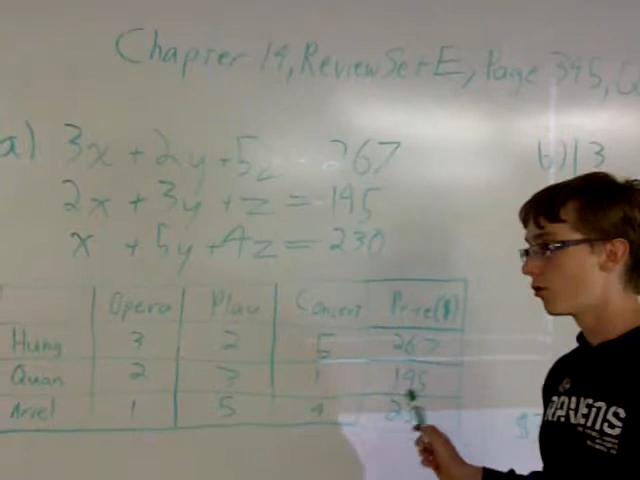 Chapter 14, Review Set E, Page 395,
a) 3x + 2y + 5z = 267
b) 13
2x + 3y + z = 195
x + 5y + 4z = 230
Opera Play Concert Price($)
Hung 3 2 5 267
Quan 2 3 1 195
Ariel 1 5 4
RAVENS